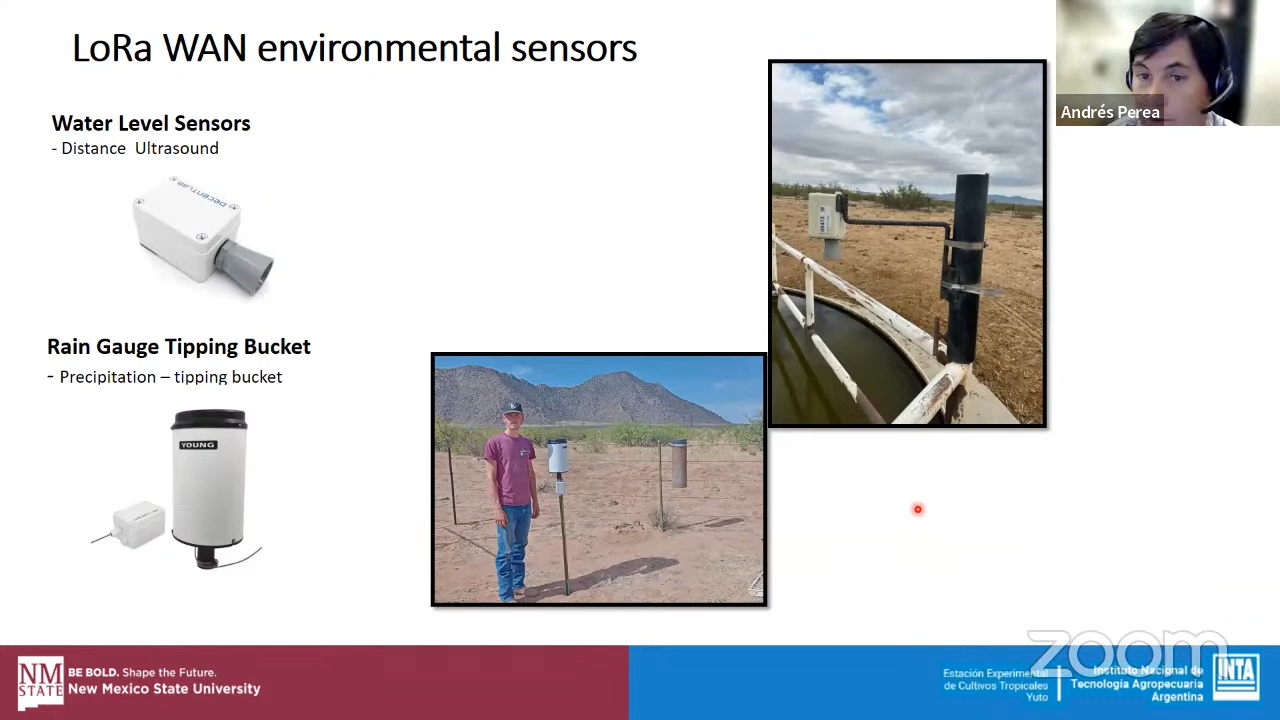 LoRa WAN environmental sensors
Andrés Perea
Water Level Sensors
- Distance Ultrasound
DECENTLAB
Rain Gauge Tipping Bucket
- Precipitation – tipping bucket
YOUNG
NM
STATE
BE BOLD. Shape the Future.
New Mexico State University
Estación Experimental
de Cultivos Tropicales
Yuto
Instituto Nacional de
Tecnología Agropecuaria
Argentina
INTA
zoom